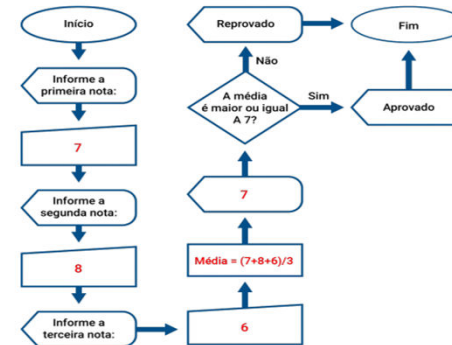 Início
Informe a
primeira nota:
7
Informe a
segunda nota:
8
Informe a
terceira nota:
6
Média = (7+8+6)/3
7
A média
é maior ou igual
A 7?
Não
Sim
Reprovado
Aprovado
Fim